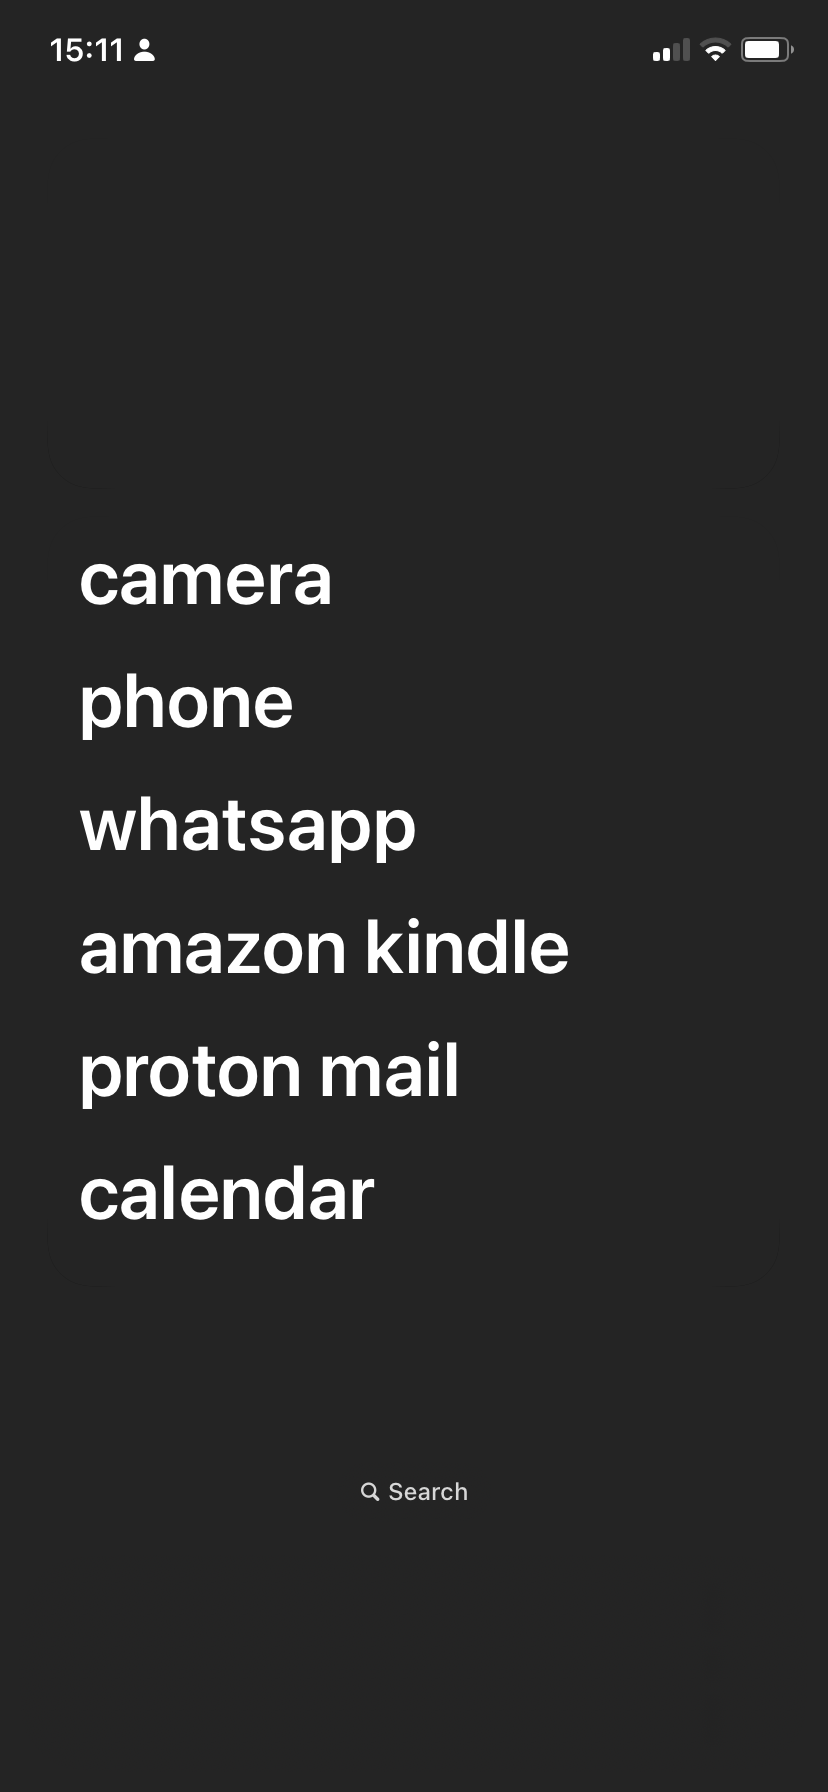 15:11
camera
phone
whatsapp
amazon kindle
proton mail
calendar
Search